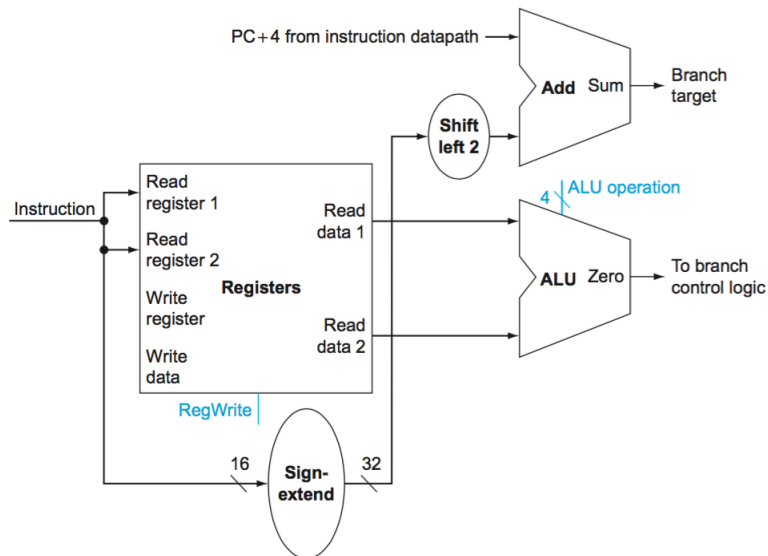 PC+4 from instruction datapath
Add Sum
Branch
target
Shift
left 2
Instruction
Read
register 1
Read
data 1
4
ALU operation
Read
register 2
Registers
ALU Zero
To branch
control logic
Write
register
Read
data 2
Write
data
RegWrite
16
Sign-
extend
32